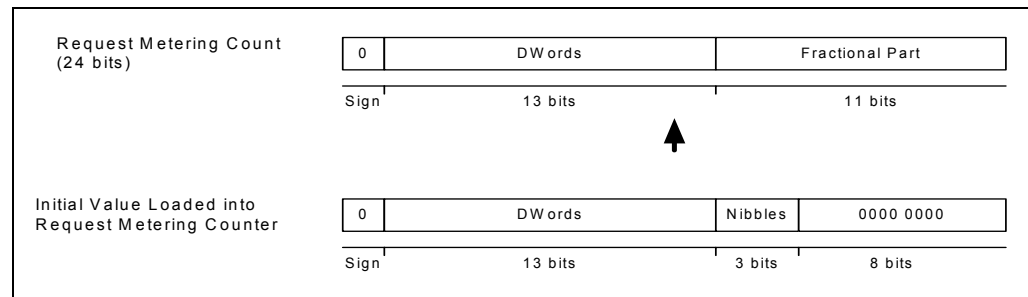 Request Metering Count
(24 bits)
0 DWords Fractional Part
Sign 13 bits 11 bits
Initial Value Loaded into
Request Metering Counter
0 DWords Nibbles 0000 0000
Sign 13 bits 3 bits 8 bits